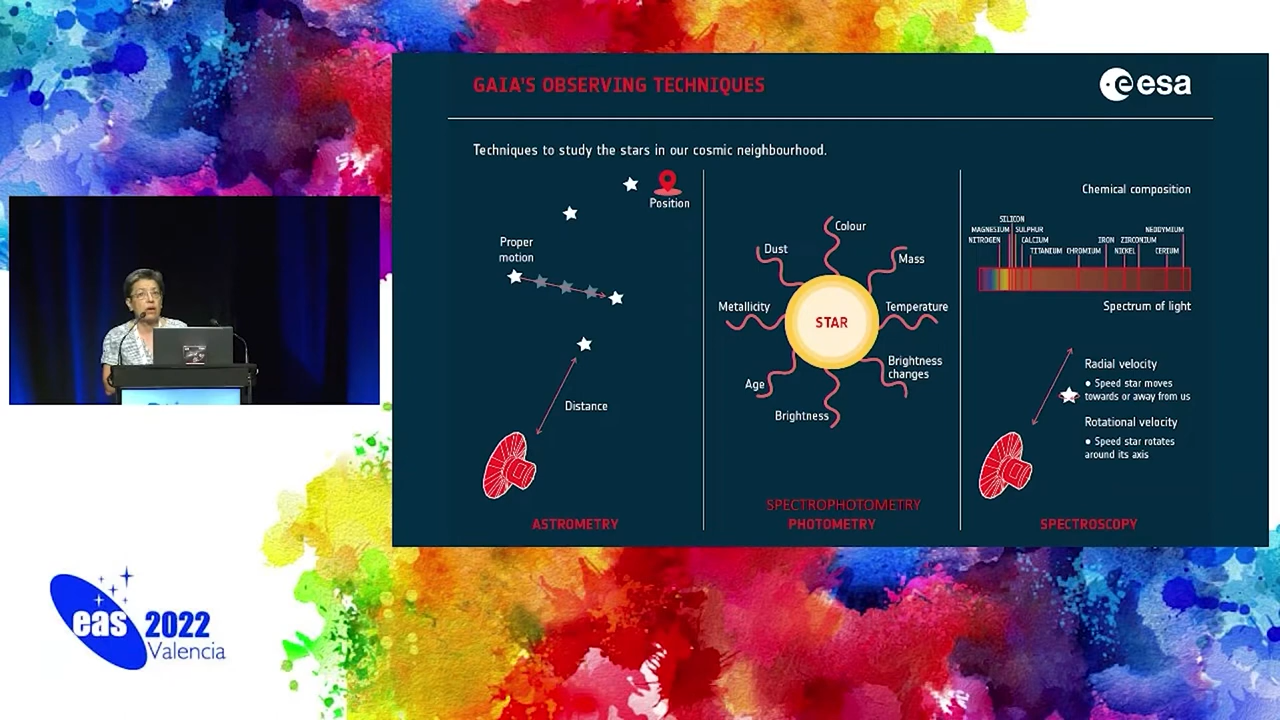 GAIA'S OBSERVING TECHNIQUES
esa
Techniques to study the stars in our cosmic neighbourhood.
Position
Proper
motion
Distance
ASTROMETRY
Colour
Dust
Mass
Metallicity
Temperature
STAR
Brightness
changes
Age
Brightness
SPECTROPHOTOMETRY
PHOTOMETRY
Chemical composition
SILICON
MAGNESIUM SULPHUR NEODYMIUM
NITROGEN CALCIUM IRON ZIRCONIUM
TITANIUM CHROMIUM NICKEL CERIUM
Spectrum of light
Radial velocity
● Speed star moves
towards or away from us
Rotational velocity
● Speed star rotates
around its axis
SPECTROSCOPY
eas 2022
Valencia